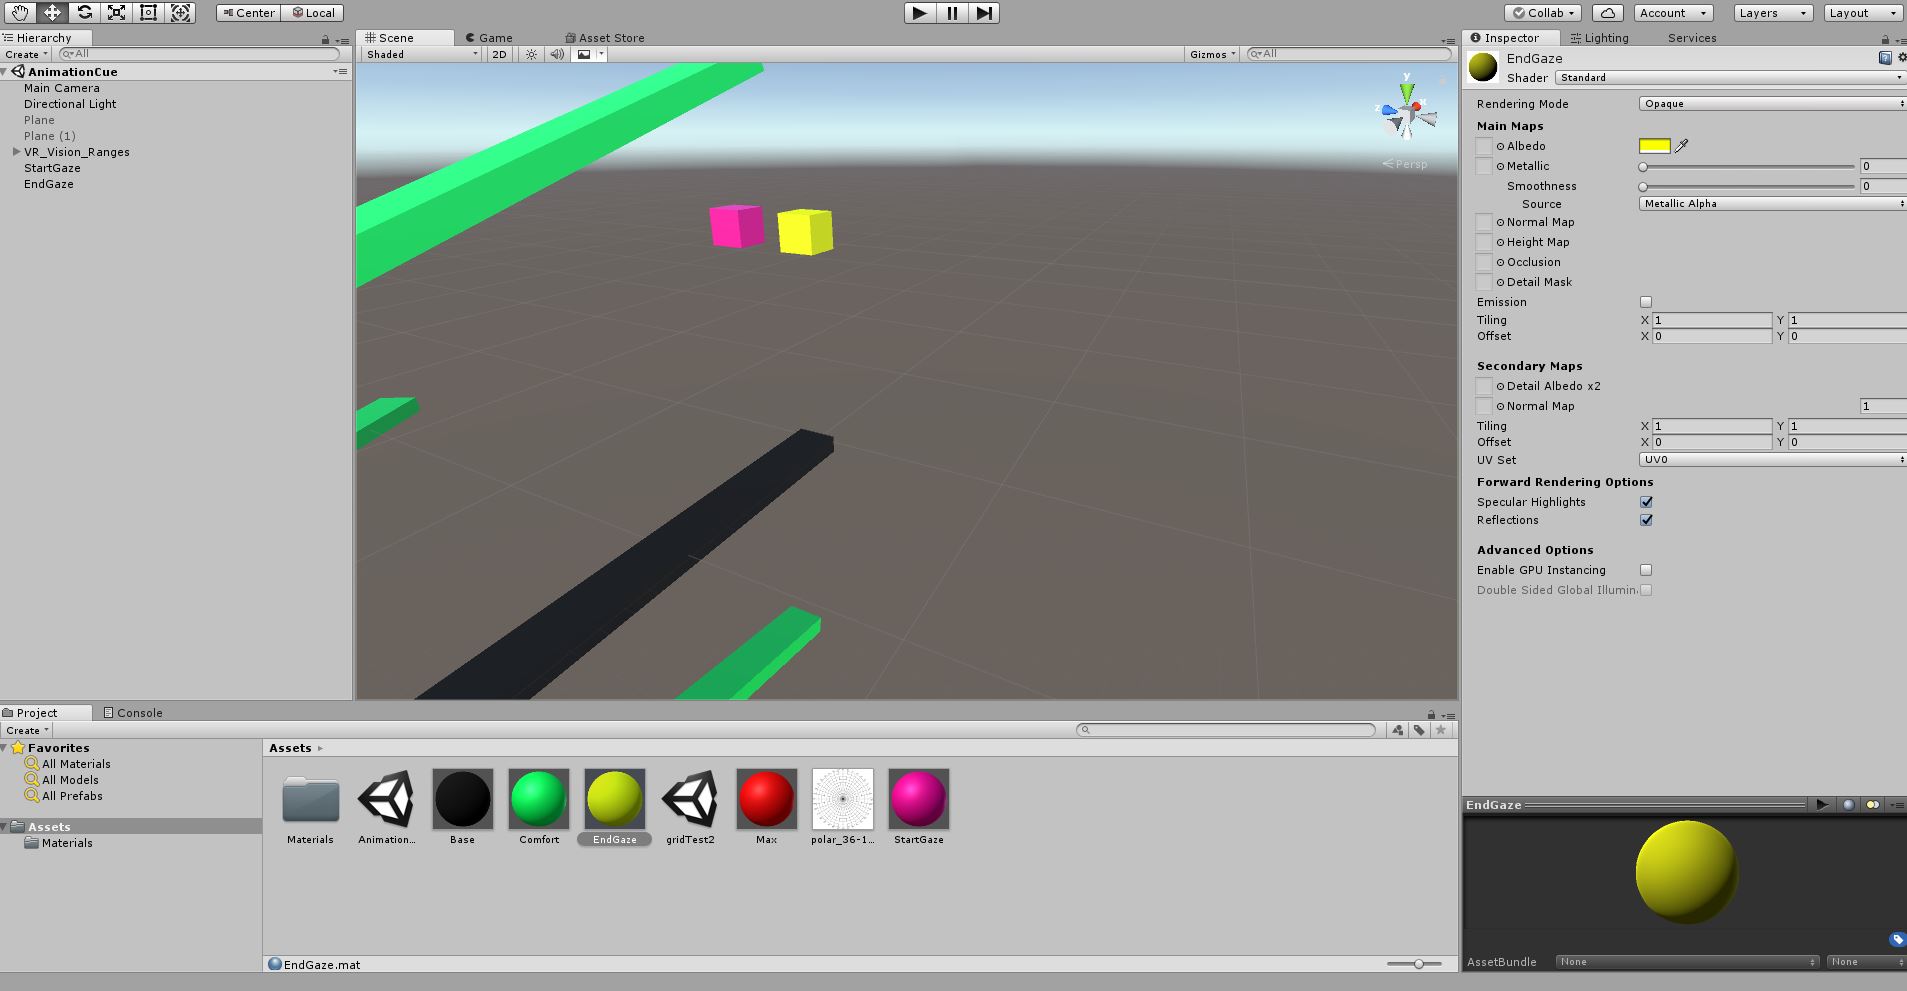 Center Local Collab Account Layers Layout
Hierarchy
Create All
AnimationCue
Main Camera
Directional Light
Plane
Plane (1)
VR_Vision_Ranges
StartGaze
EndGaze
Scene Game Asset Store
Shaded 2D Gizmos All
y
x
z
Persp
Inspector Lighting Services
EndGaze
Shader Standard
Rendering Mode Opaque
Main Maps
Albedo
Metallic 0
Smoothness 0
Source Metallic Alpha
Normal Map
Height Map
Occlusion
Detail Mask
Emission
Tiling X 1 Y 1
Offset X 0 Y 0
Secondary Maps
Detail Albedo x2
Normal Map 1
Tiling X 1 Y 1
Offset X 0 Y 0
UV Set UV0
Forward Rendering Options
Specular Highlights
Reflections
Advanced Options
Enable GPU Instancing
Double Sided Global Illumin
Project Console
Create
Favorites
All Materials
All Models
All Prefabs
Assets
Materials
Assets
Materials Animation... Base Comfort EndGaze gridTest2 Max polar_36-1... StartGaze
EndGaze.mat
EndGaze
AssetBundle None None